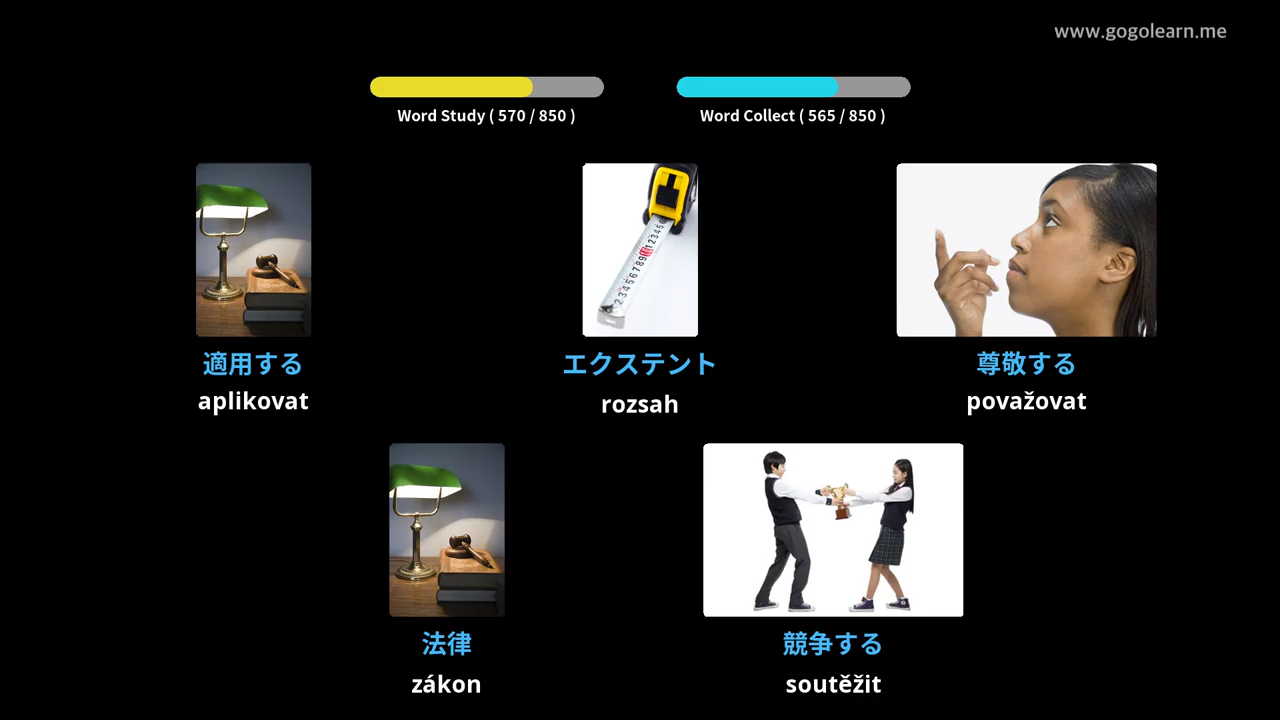 www.gogolearn.me
Word Study ( 570 / 850 )
Word Collect ( 565 / 850 )
適用する
aplikovat
エクステント
rozsah
尊敬する
považovat
法律
zákon
競争する
soutěžit